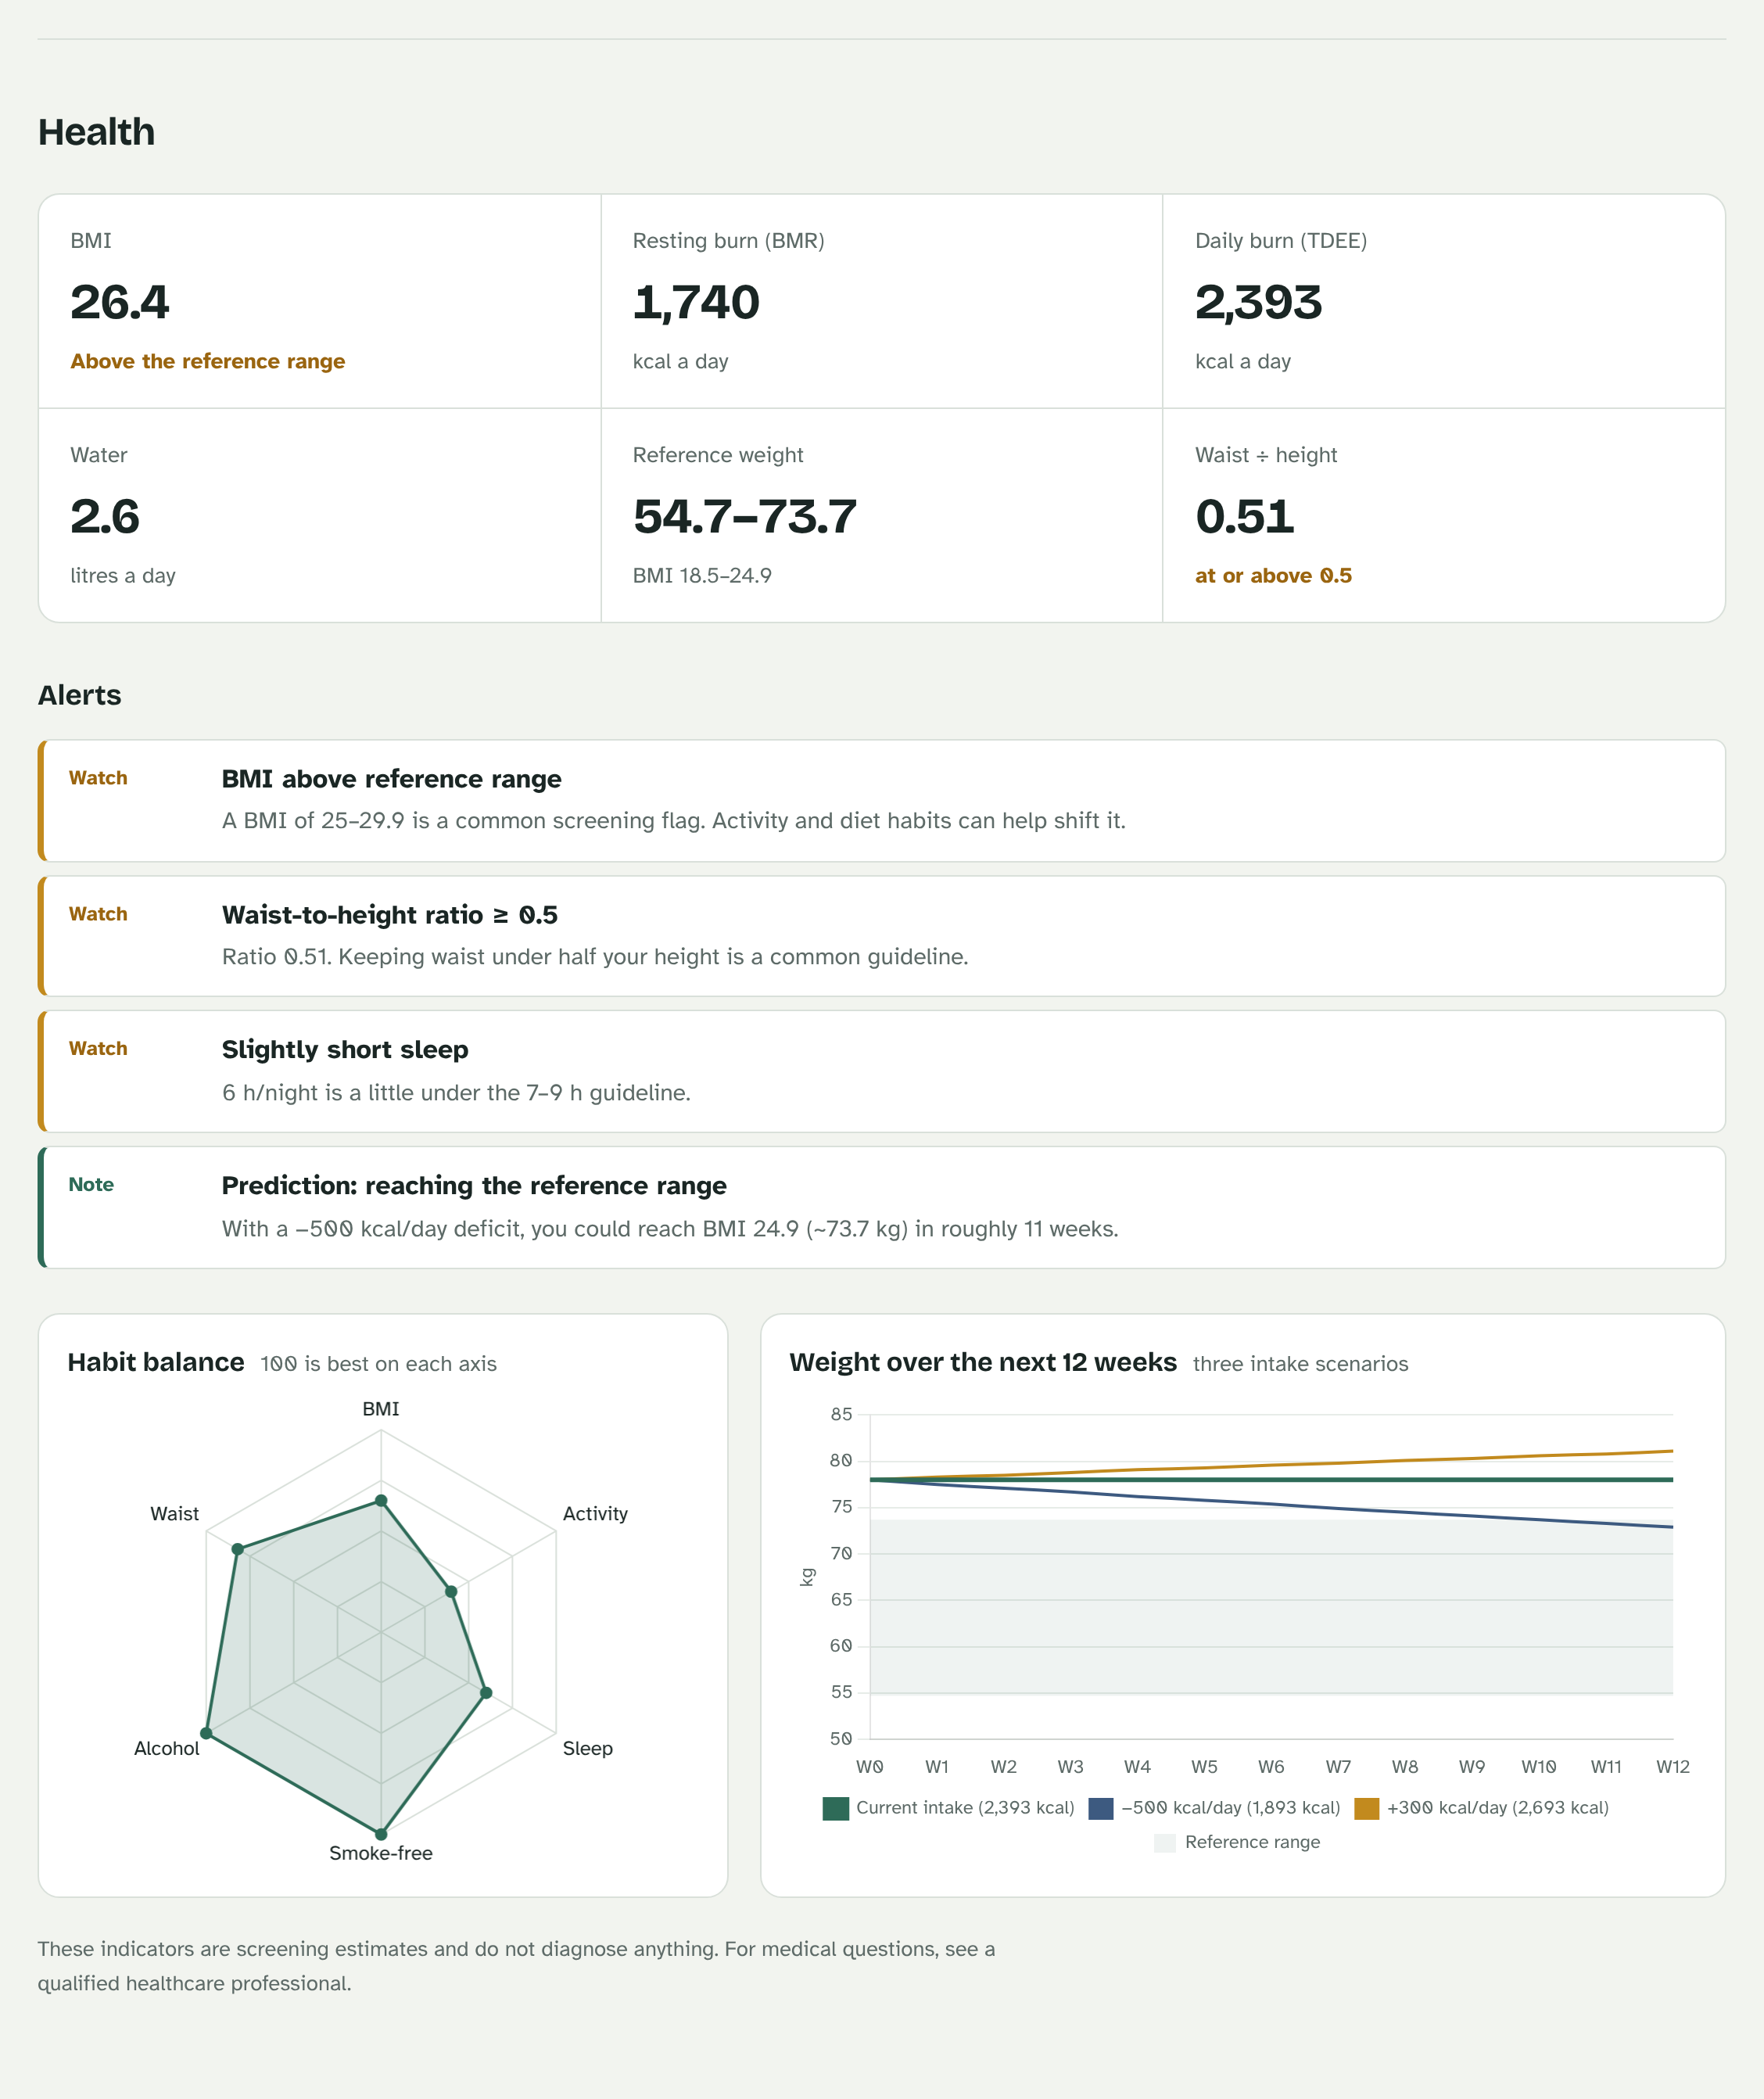 Health
BMI
26.4
Above the reference range
Resting burn (BMR)
1,740
kcal a day
Daily burn (TDEE)
2,393
kcal a day
Water
2.6
litres a day
Reference weight
54.7–73.7
BMI 18.5–24.9
Waist ÷ height
0.51
at or above 0.5
Alerts
Watch
BMI above reference range
A BMI of 25–29.9 is a common screening flag. Activity and diet habits can help shift it.
Watch
Waist-to-height ratio ≥ 0.5
Ratio 0.51. Keeping waist under half your height is a common guideline.
Watch
Slightly short sleep
6 h/night is a little under the 7–9 h guideline.
Note
Prediction: reaching the reference range
With a −500 kcal/day deficit, you could reach BMI 24.9 (~73.7 kg) in roughly 11 weeks.
Habit balance 100 is best on each axis
BMI
Waist
Activity
Alcohol
Sleep
Smoke-free
Weight over the next 12 weeks three intake scenarios
85
80
75
70
65
60
55
50
kg
W0 W1 W2 W3 W4 W5 W6 W7 W8 W9 W10 W11 W12
Current intake (2,393 kcal) −500 kcal/day (1,893 kcal) +300 kcal/day (2,693 kcal)
Reference range
These indicators are screening estimates and do not diagnose anything. For medical questions, see a
qualified healthcare professional.